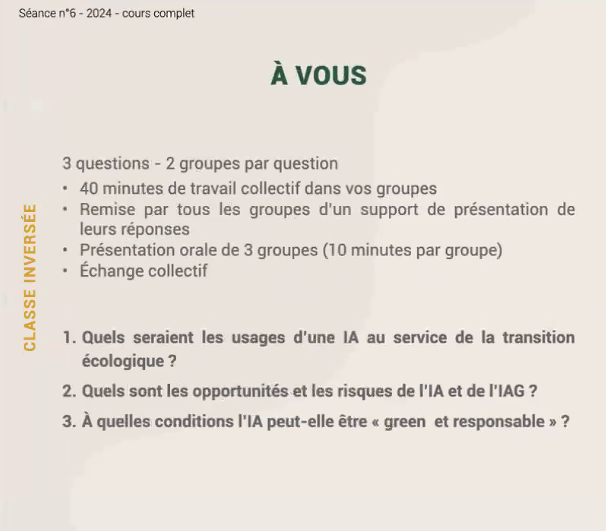 Séance n°6 - 2024 - cours complet
À VOUS
CLASSE INVERSÉE
3 questions - 2 groupes par question
• 40 minutes de travail collectif dans vos groupes
• Remise par tous les groupes d'un support de présentation de
leurs réponses
• Présentation orale de 3 groupes (10 minutes par groupe)
• Échange collectif
1. Quels seraient les usages d'une IA au service de la transition
écologique ?
2. Quels sont les opportunités et les risques de l'IA et de l'IAG ?
3. À quelles conditions l'IA peut-elle être « green et responsable » ?